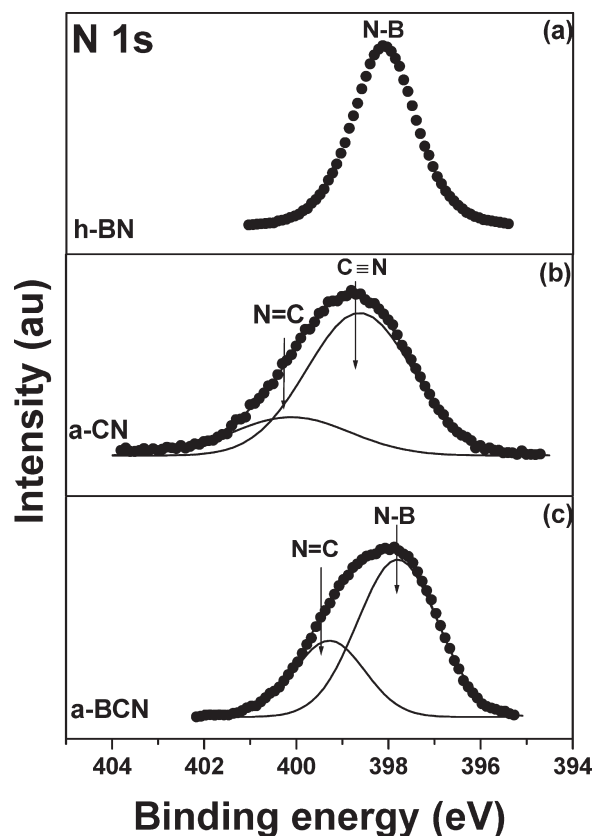 N 1s
N-B
(a)
h-BN
C≡N
(b)
N=C
a-CN
N-B
(c)
N=C
a-BCN
Intensity (au)
404 402 400 398 396 394
Binding energy (eV)